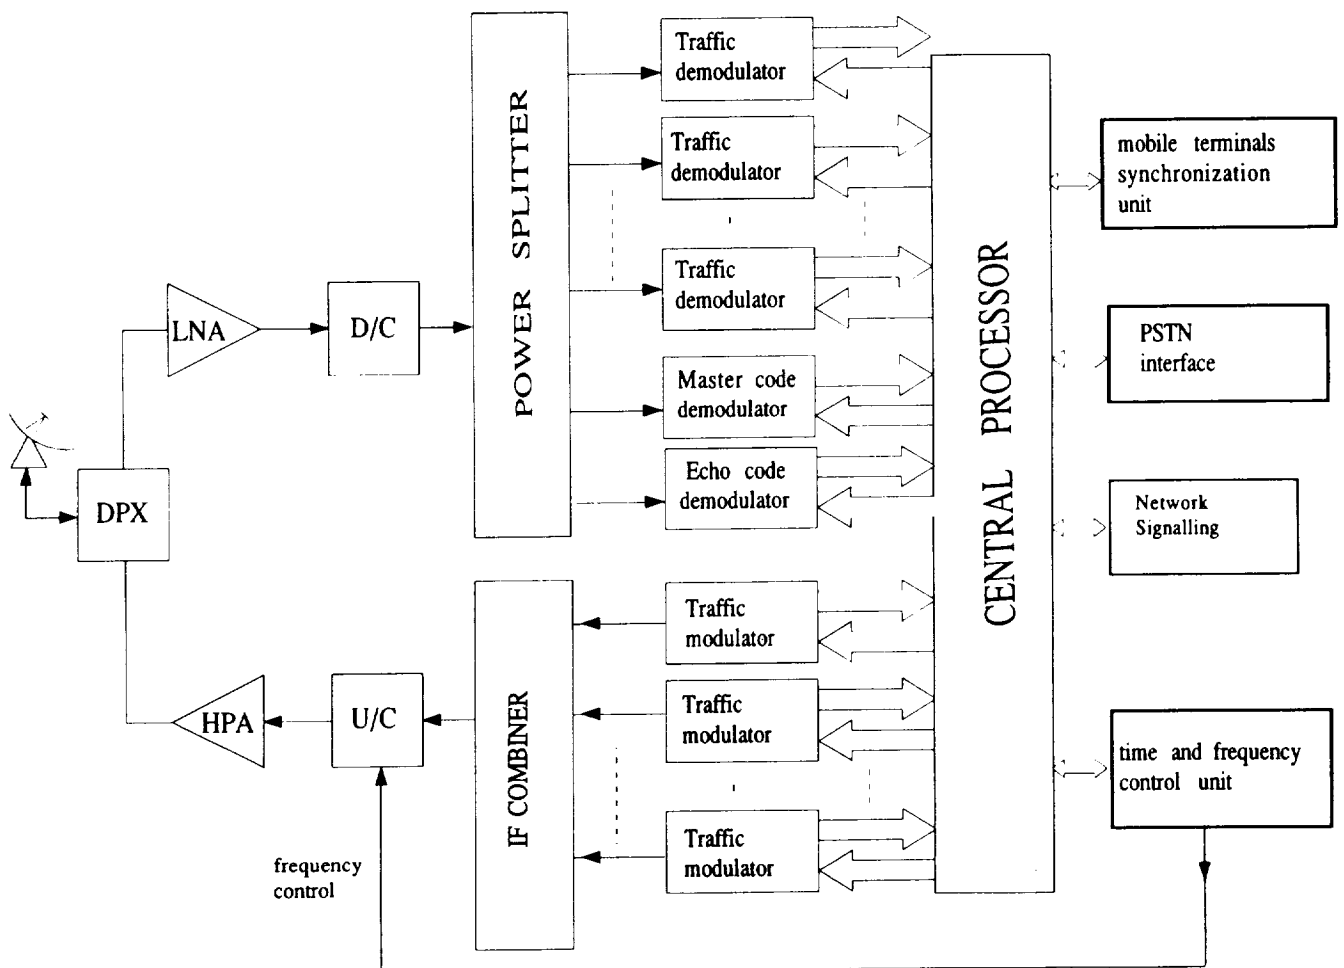 Traffic
demodulator
Traffic
demodulator
Traffic
demodulator
Master code
demodulator
Echo code
demodulator
POWER SPLITTER
LNA
D/C
DPX
HPA
U/C
IF COMBINER
Traffic
modulator
Traffic
modulator
Traffic
modulator
CENTRAL PROCESSOR
mobile terminals
synchronization
unit
PSTN
interface
Network
Signalling
time and frequency
control unit
frequency
control